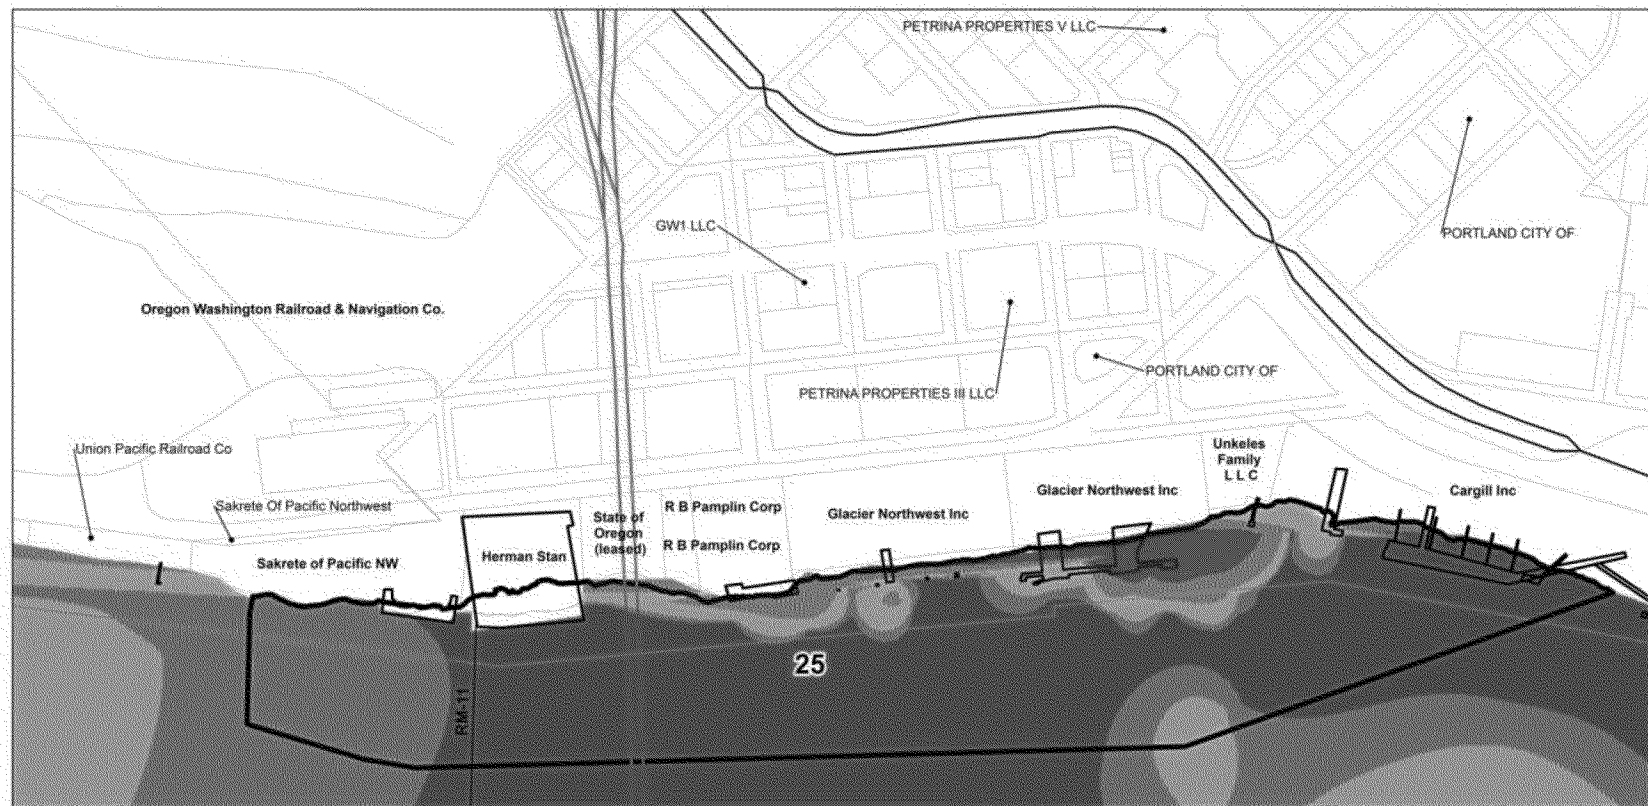 PETRINA PROPERTIES V LLC
GW1 LLC
PORTLAND CITY OF
Oregon Washington Railroad & Navigation Co.
PORTLAND CITY OF
PETRINA PROPERTIES III LLC
Union Pacific Railroad Co
Unkeles
Family
L L C
Sakrete Of Pacific Northwest
Glacier Northwest Inc
Cargill Inc
R B Pamplin Corp
Glacier Northwest Inc
State of
Oregon
(leased)
R B Pamplin Corp
Herman Stan
Sakrete of Pacific NW
25
RM-11